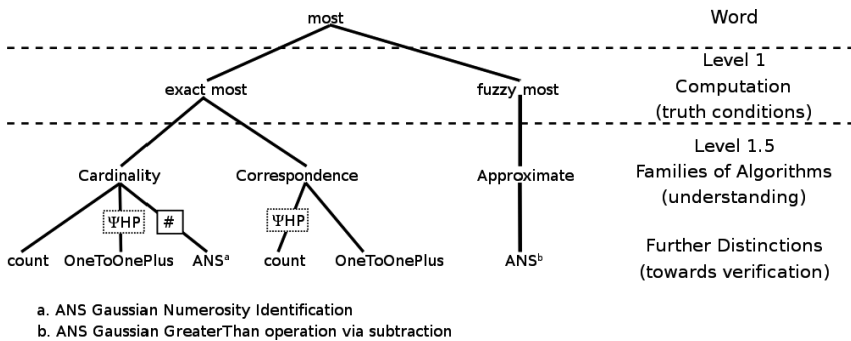 most
Word
exact most
fuzzy most
Level 1
Computation
(truth conditions)
Cardinality
Correspondence
Approximate
Level 1.5
Families of Algorithms
(understanding)
ΨHP
#
ΨHP
count
OneToOnePlus
ANSᵃ
count
OneToOnePlus
ANSᵇ
Further Distinctions
(towards verification)
a. ANS Gaussian Numerosity Identification
b. ANS Gaussian GreaterThan operation via subtraction